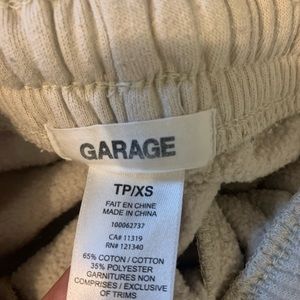 GARAGE
TP/XS
FAIT EN CHINE
MADE IN CHINA
100062737
CA# 11319
RN# 121340
65% COTON / COTTON
35% POLYESTER
GARNITURES NON
COMPRISES / EXCLUSIVE
OF TRIMS